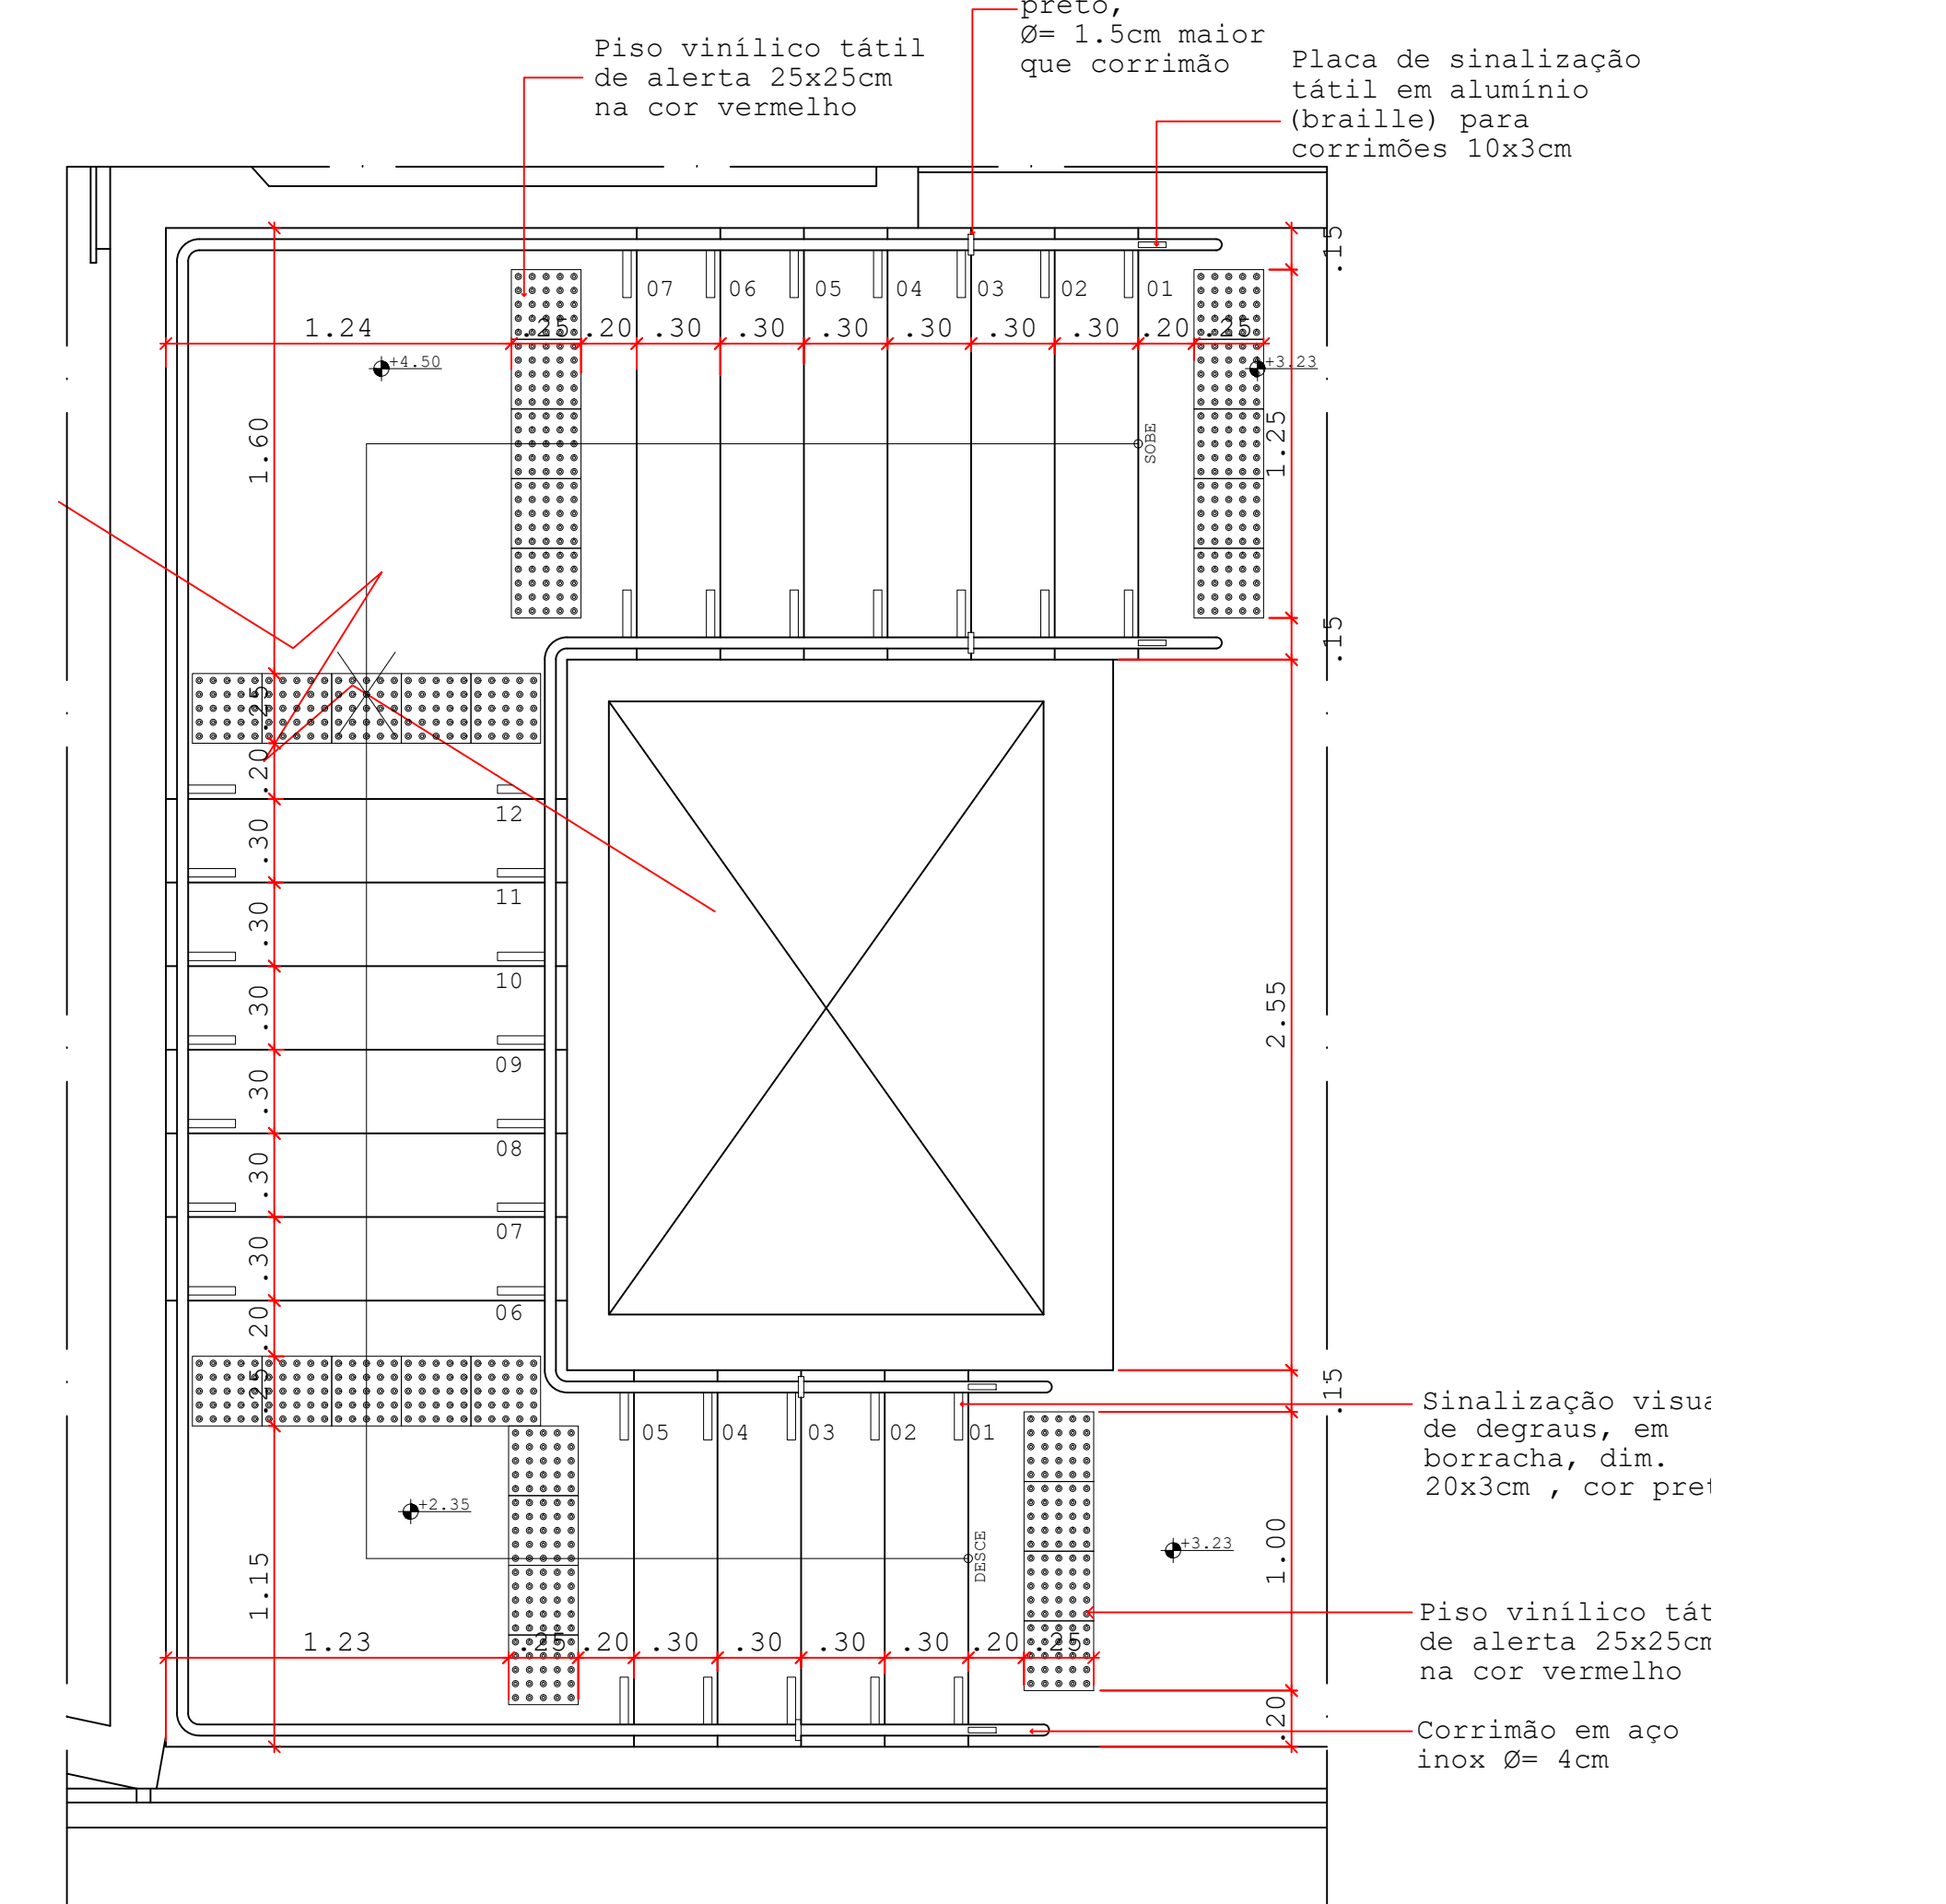 preto,
Ø= 1.5cm maior
que corrimão
Piso vinílico tátil
de alerta 25x25cm
na cor vermelho
Placa de sinalização
tátil em alumínio
(braille) para
corrimões 10x3cm
.15
07 06 05 04 03 02 01
1.24 .25 .20 .30 .30 .30 .30 .30 .30 .20 .25
+4.50
+3.23
1.60
SOBE
1.25
.15
.25
.20
12
.30
11
.30
10
.30
09
.30
08
.30
07
.30
06
.20
.25
2.55
.15
05 04 03 02 01
Sinalização visua
de degraus, em
borracha, dim.
20x3cm , cor pret
+2.35
DESCE
+3.23
1.00
1.15
1.23 .25 .20 .30 .30 .30 .30 .20 .25
Piso vinílico tát
de alerta 25x25cm
na cor vermelho
.20
Corrimão em aço
inox Ø= 4cm